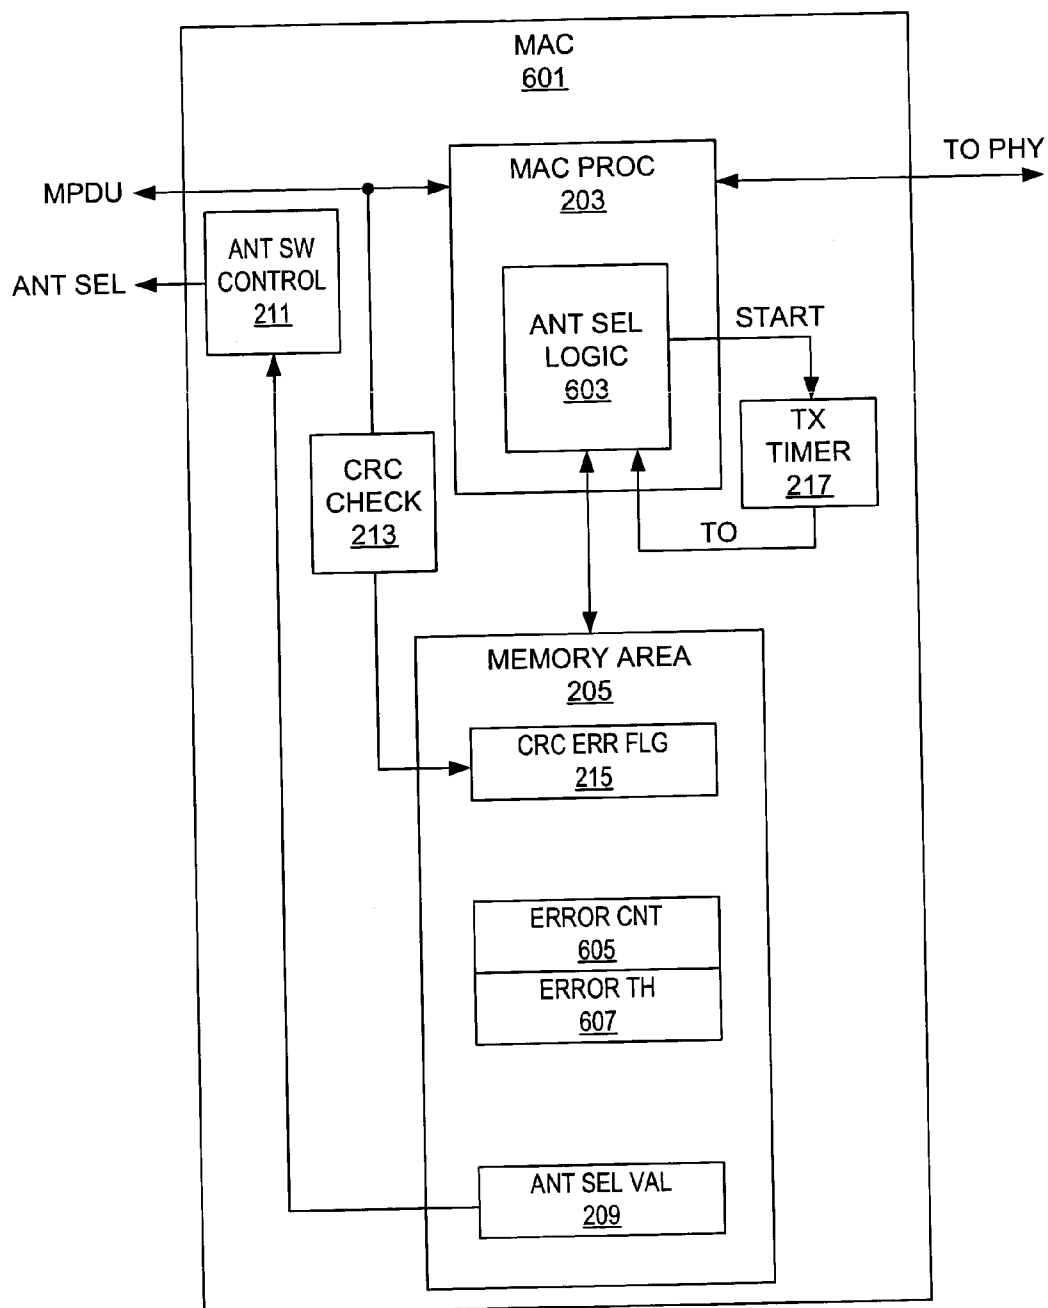 MAC
601
TO PHY
MPDU
MAC PROC
203
ANT SW
CONTROL
211
ANT SEL
ANT SEL
LOGIC
603
START
TX
TIMER
217
CRC
CHECK
213
TO
MEMORY AREA
205
CRC ERR FLG
215
ERROR CNT
605
ERROR TH
607
ANT SEL VAL
209